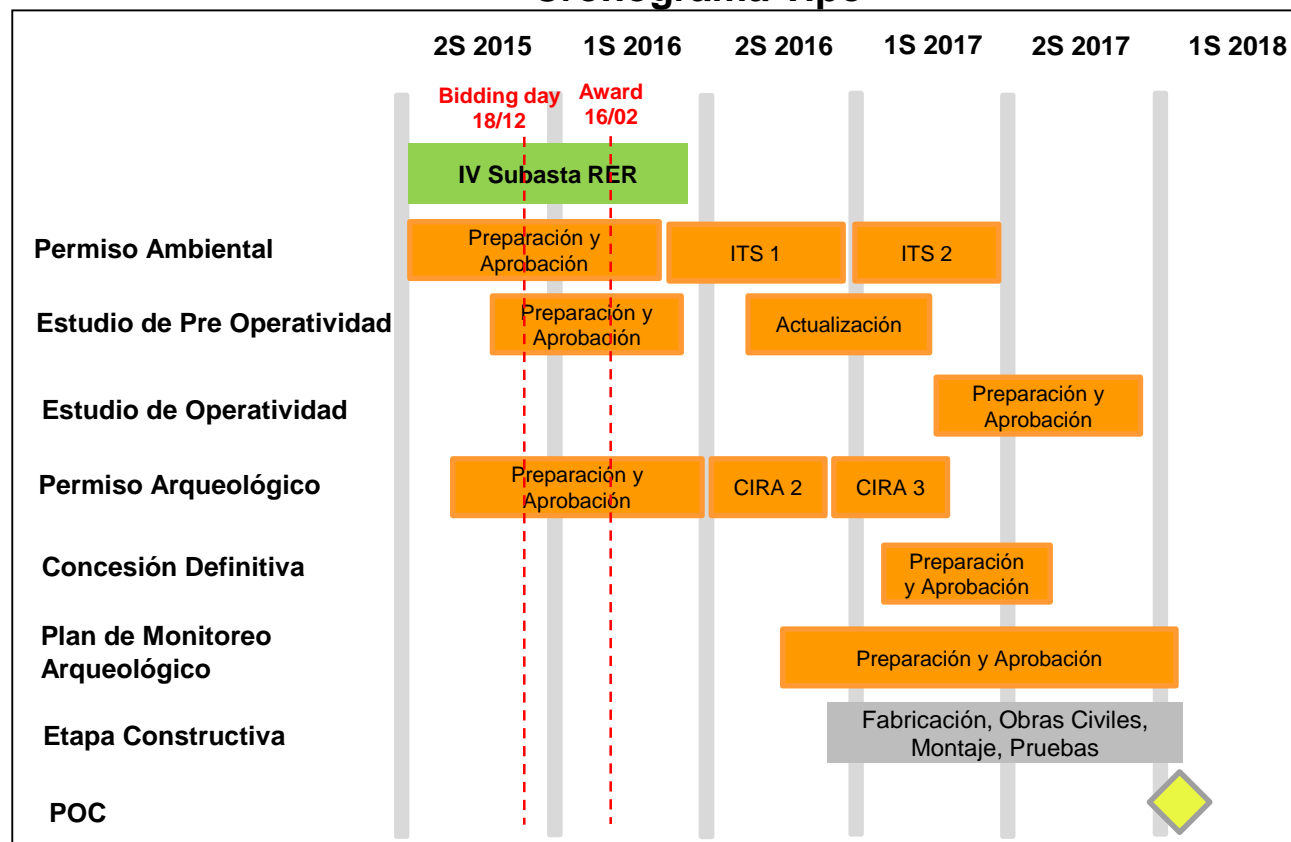 Cronograma Tipo
2S 2015 1S 2016 2S 2016 1S 2017 2S 2017 1S 2018
Bidding day
18/12
Award
16/02
IV Subasta RER
Permiso Ambiental
Preparación y
Aprobación
ITS 1
ITS 2
Estudio de Pre Operatividad
Preparación y
Aprobación
Actualización
Estudio de Operatividad
Preparación y
Aprobación
Permiso Arqueológico
Preparación y
Aprobación
CIRA 2
CIRA 3
Concesión Definitiva
Preparación
y Aprobación
Plan de Monitoreo
Arqueológico
Preparación y Aprobación
Etapa Constructiva
Fabricación, Obras Civiles,
Montaje, Pruebas
POC